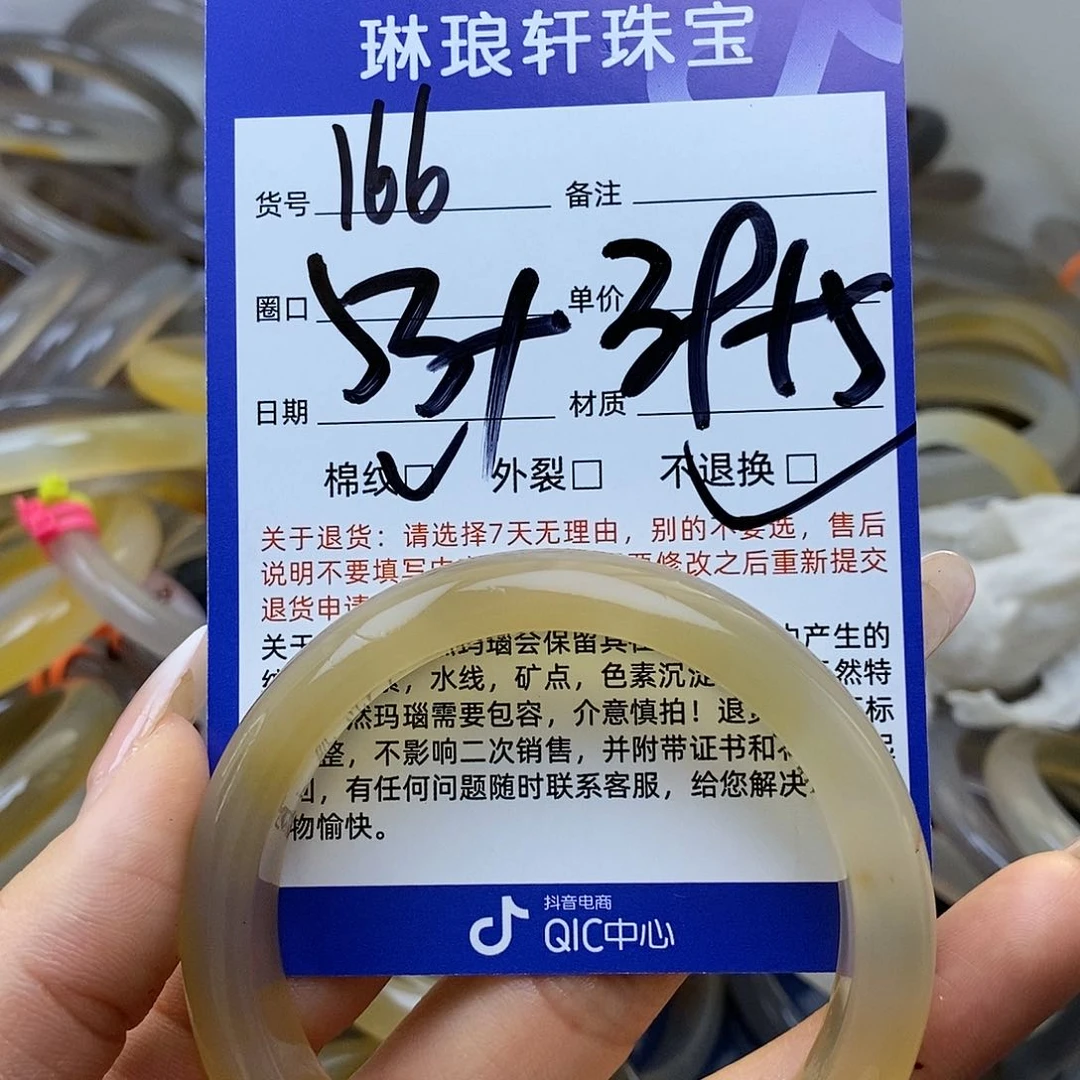 琳琅轩珠宝
货号 166 备注
圈口 53+ 单价 3P+5
日期 材质
棉纹□ 外裂□ 不退换□
关于退货：请选择7天无理由，别的不要选，售后
说明不要填写 修改之后重新提交
退货申请
关于 玛瑙会保留其 产生的
水线，矿点，色素沉淀 然特
然玛瑙需要包容，介意慎拍！退 标
整，不影响二次销售，并附带证书和
有任何问题随时联系客服，给您解决
物愉快。
抖音电商
QIC中心